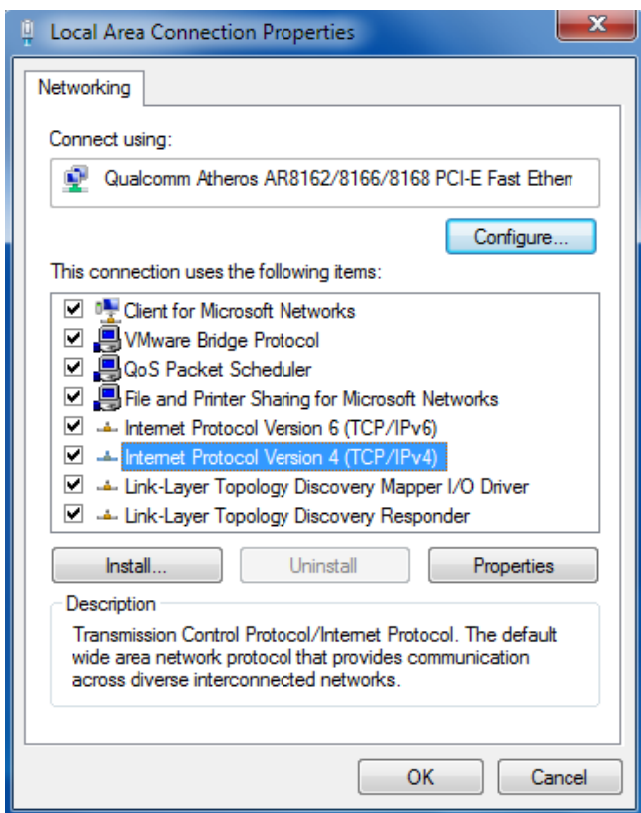 Local Area Connection Properties
Networking
Connect using:
Qualcomm Atheros AR8162/8166/8168 PCI-E Fast Ether
Configure...
This connection uses the following items:
Client for Microsoft Networks
VMware Bridge Protocol
QoS Packet Scheduler
File and Printer Sharing for Microsoft Networks
Internet Protocol Version 6 (TCP/IPv6)
Internet Protocol Version 4 (TCP/IPv4)
Link-Layer Topology Discovery Mapper I/O Driver
Link-Layer Topology Discovery Responder
Install...
Uninstall
Properties
Description
Transmission Control Protocol/Internet Protocol. The default
wide area network protocol that provides communication
across diverse interconnected networks.
OK
Cancel